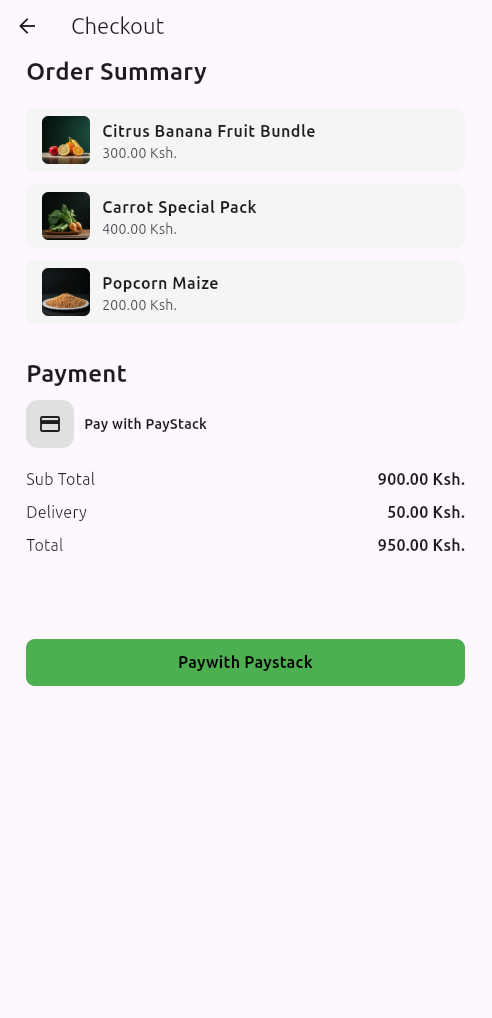 Checkout
Order Summary
Citrus Banana Fruit Bundle
300.00 Ksh.
Carrot Special Pack
400.00 Ksh.
Popcorn Maize
200.00 Ksh.
Payment
Pay with PayStack
Sub Total 900.00 Ksh.
Delivery 50.00 Ksh.
Total 950.00 Ksh.
Paywith Paystack